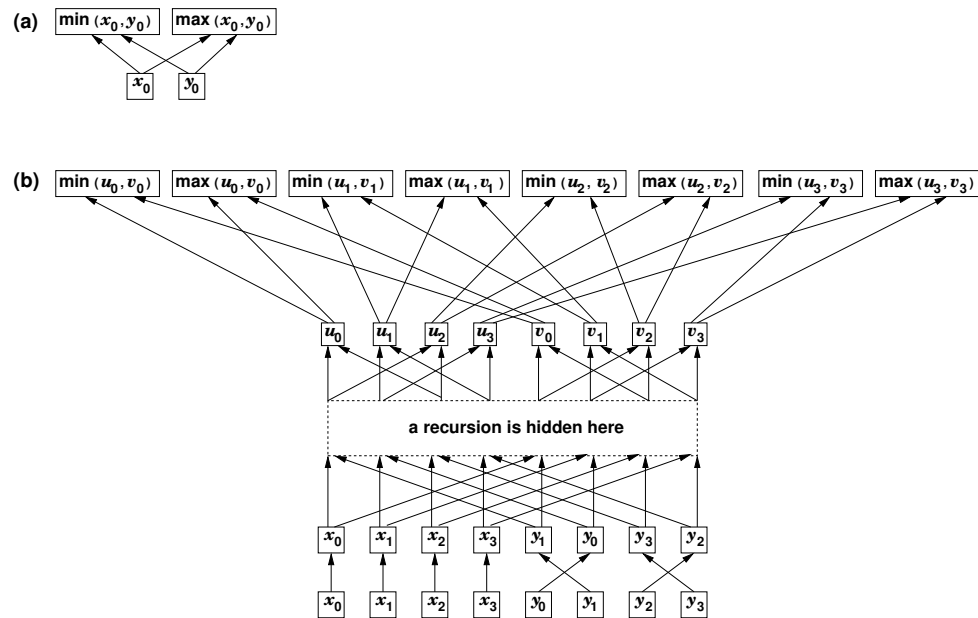 (a) min (x₀, y₀) max (x₀, y₀)
x₀ y₀
(b) min (u₀, v₀) max (u₀, v₀) min (u₁, v₁) max (u₁, v₁) min (u₂, v₂) max (u₂, v₂) min (u₃, v₃) max (u₃, v₃)
u₀ u₁ u₂ u₃ v₀ v₁ v₂ v₃
a recursion is hidden here
x₀ x₁ x₂ x₃ y₁ y₀ y₃ y₂
x₀ x₁ x₂ x₃ y₀ y₁ y₂ y₃